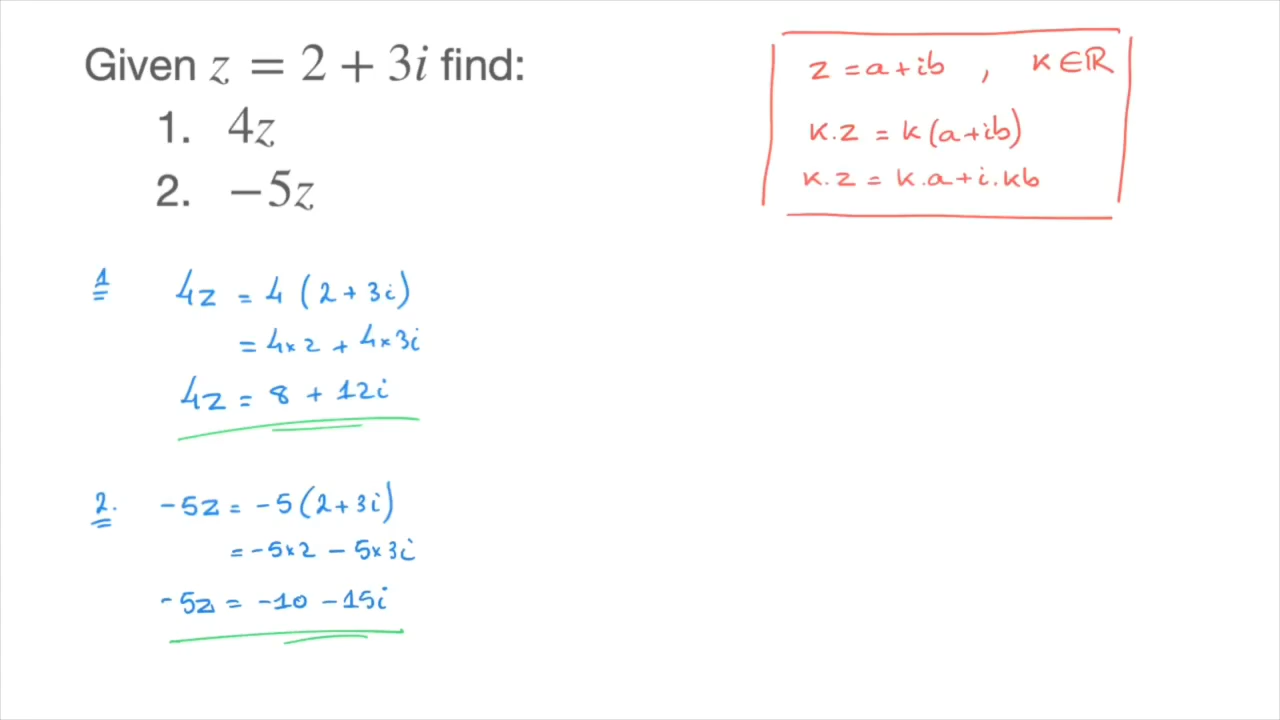 Given z = 2 + 3i find:
1. 4z
2. −5z
z = a + ib , K ∈ ℝ
K.z = k(a+ib)
K.z = k.a + i.kb
1 4z = 4 (2 + 3i)
= 4×2 + 4×3i
4z = 8 + 12i
2. -5z = -5(2+3i)
= -5×2 - 5×3i
-5z = -10 - 15i